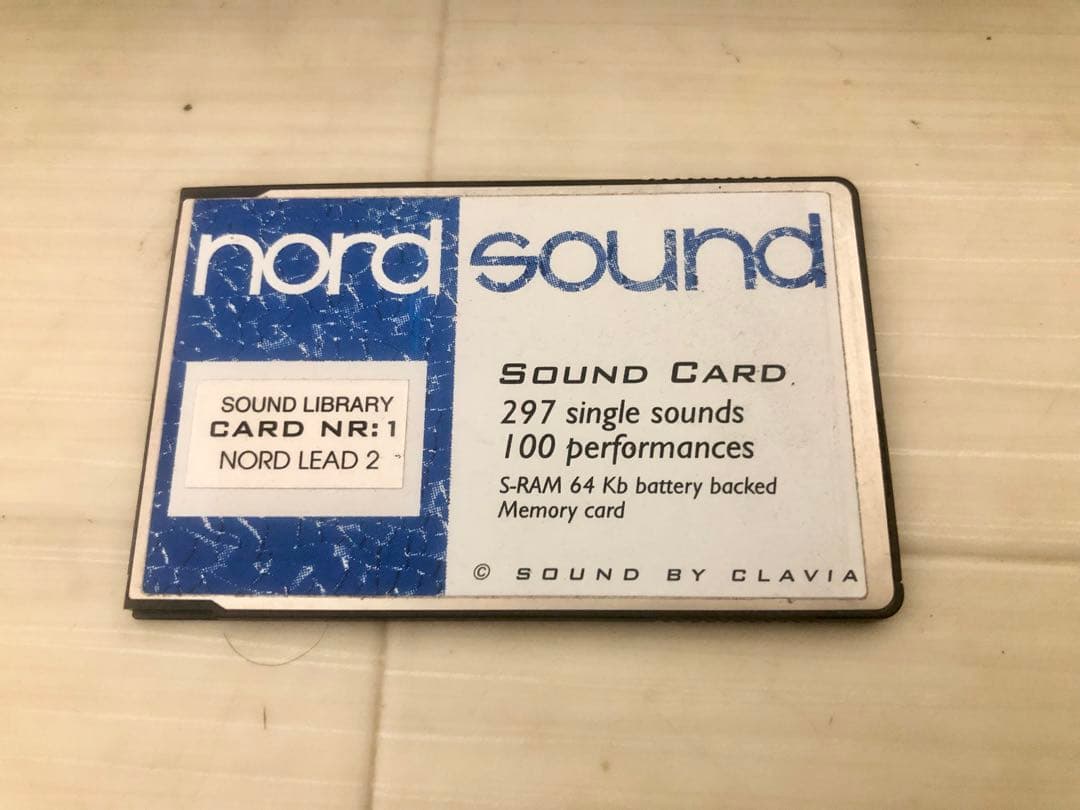 nord sound
SOUND LIBRARY
CARD NR: 1
NORD LEAD 2
SOUND CARD
297 single sounds
100 performances
S-RAM 64 Kb battery backed
Memory card
© SOUND BY CLAVIA